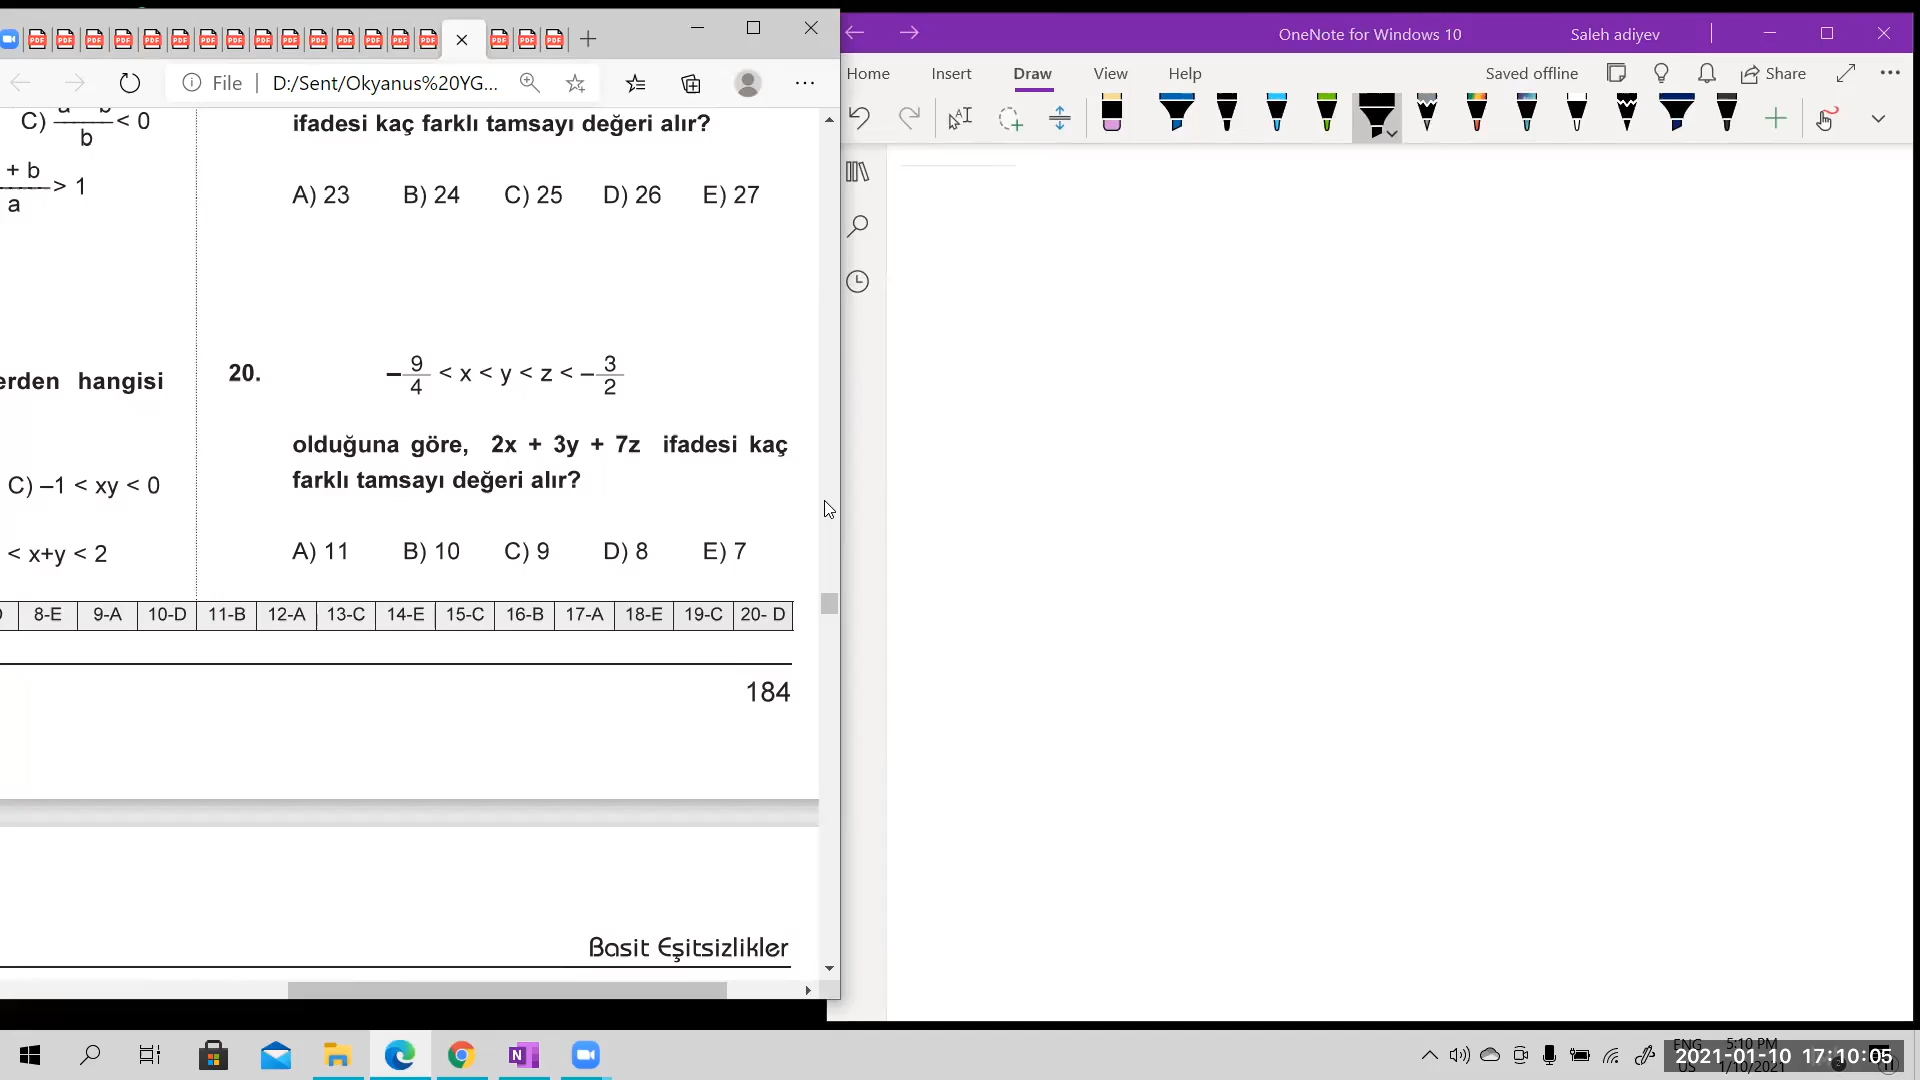 File
D:/Sent/Okyanus%20YG...
C) a – b / b < 0
+ b / a > 1
erden hangisi
C) –1 < xy < 0
< x+y < 2
ifadesi kaç farklı tamsayı değeri alır?
A) 23 B) 24 C) 25 D) 26 E) 27
20. – 9/4 < x < y < z < – 3/2
olduğuna göre, 2x + 3y + 7z ifadesi kaç
farklı tamsayı değeri alır?
A) 11 B) 10 C) 9 D) 8 E) 7
8-E 9-A 10-D 11-B 12-A 13-C 14-E 15-C 16-B 17-A 18-E 19-C 20- D
184
Basit Eşitsizlikler
OneNote for Windows 10
Saleh adiyev
Home Insert Draw View Help
Saved offline
Share
ENG
US
5:10 PM
1/10/2021
2021-01-10 17:10:05